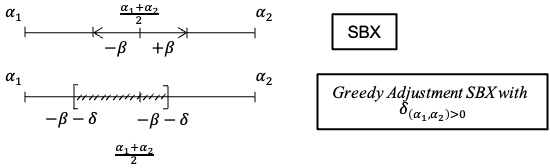 α₁ (α₁+α₂)/2 α₂
−β +β
SBX
α₁ α₂
−β − δ −β − δ
(α₁+α₂)/2
Greedy Adjustment SBX with
δ₍α₁,α₂₎>0